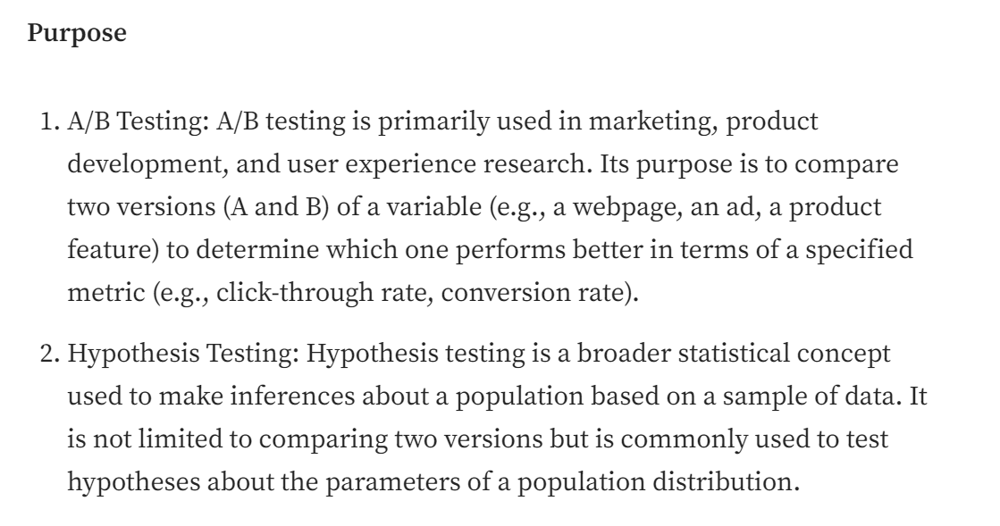 Purpose
1. A/B Testing: A/B testing is primarily used in marketing, product
development, and user experience research. Its purpose is to compare
two versions (A and B) of a variable (e.g., a webpage, an ad, a product
feature) to determine which one performs better in terms of a specified
metric (e.g., click-through rate, conversion rate).
2. Hypothesis Testing: Hypothesis testing is a broader statistical concept
used to make inferences about a population based on a sample of data. It
is not limited to comparing two versions but is commonly used to test
hypotheses about the parameters of a population distribution.